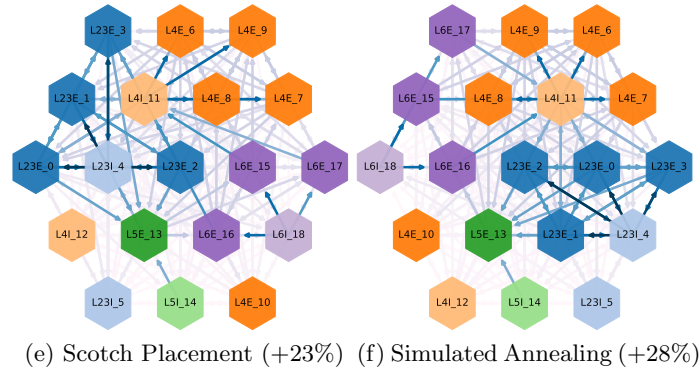 L23E_3 L4E_6 L4E_9
L23E_1 L4I_11 L4E_8 L4E_7
L23E_0 L23I_4 L23E_2 L6E_15 L6E_17
L4I_12 L5E_13 L6E_16 L6I_18
L23I_5 L5I_14 L4E_10
(e) Scotch Placement (+23%)
L6E_17 L4E_9 L4E_6
L6E_15 L4E_8 L4I_11 L4E_7
L6I_18 L6E_16 L23E_2 L23E_0 L23E_3
L4E_10 L5E_13 L23E_1 L23I_4
L4I_12 L5I_14 L23I_5
(f) Simulated Annealing (+28%)